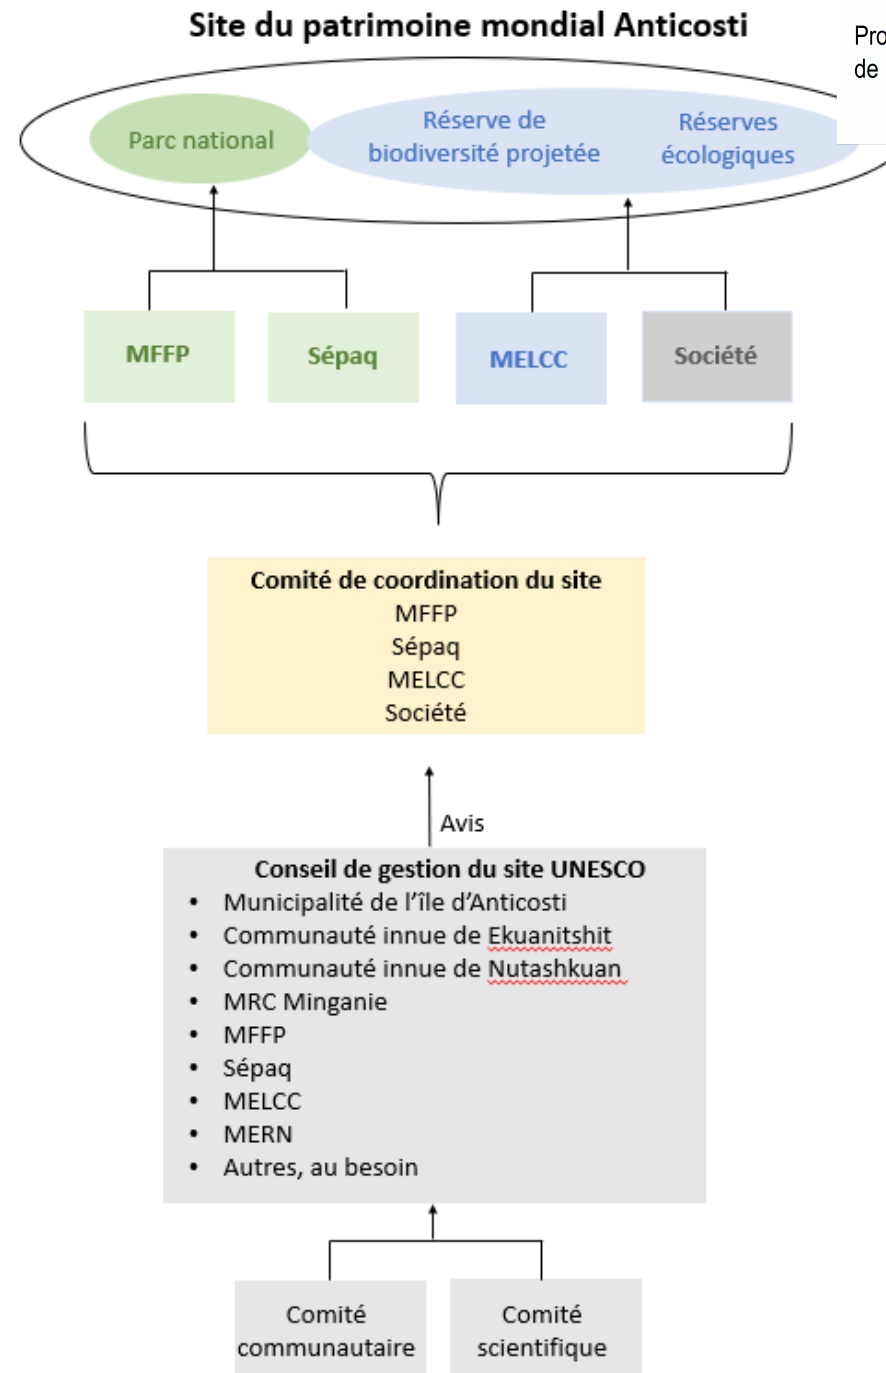 Site du patrimoine mondial Anticosti
Pro
de
Parc national
Réserve de
biodiversité projetée
Réserves
écologiques
MFFP
Sépaq
MELCC
Société
Comité de coordination du site
MFFP
Sépaq
MELCC
Société
Avis
Conseil de gestion du site UNESCO
• Municipalité de l’île d’Anticosti
• Communauté innue de Ekuanitshit
• Communauté innue de Nutashkuan
• MRC Minganie
• MFFP
• Sépaq
• MELCC
• MERN
• Autres, au besoin
Comité
communautaire
Comité
scientifique